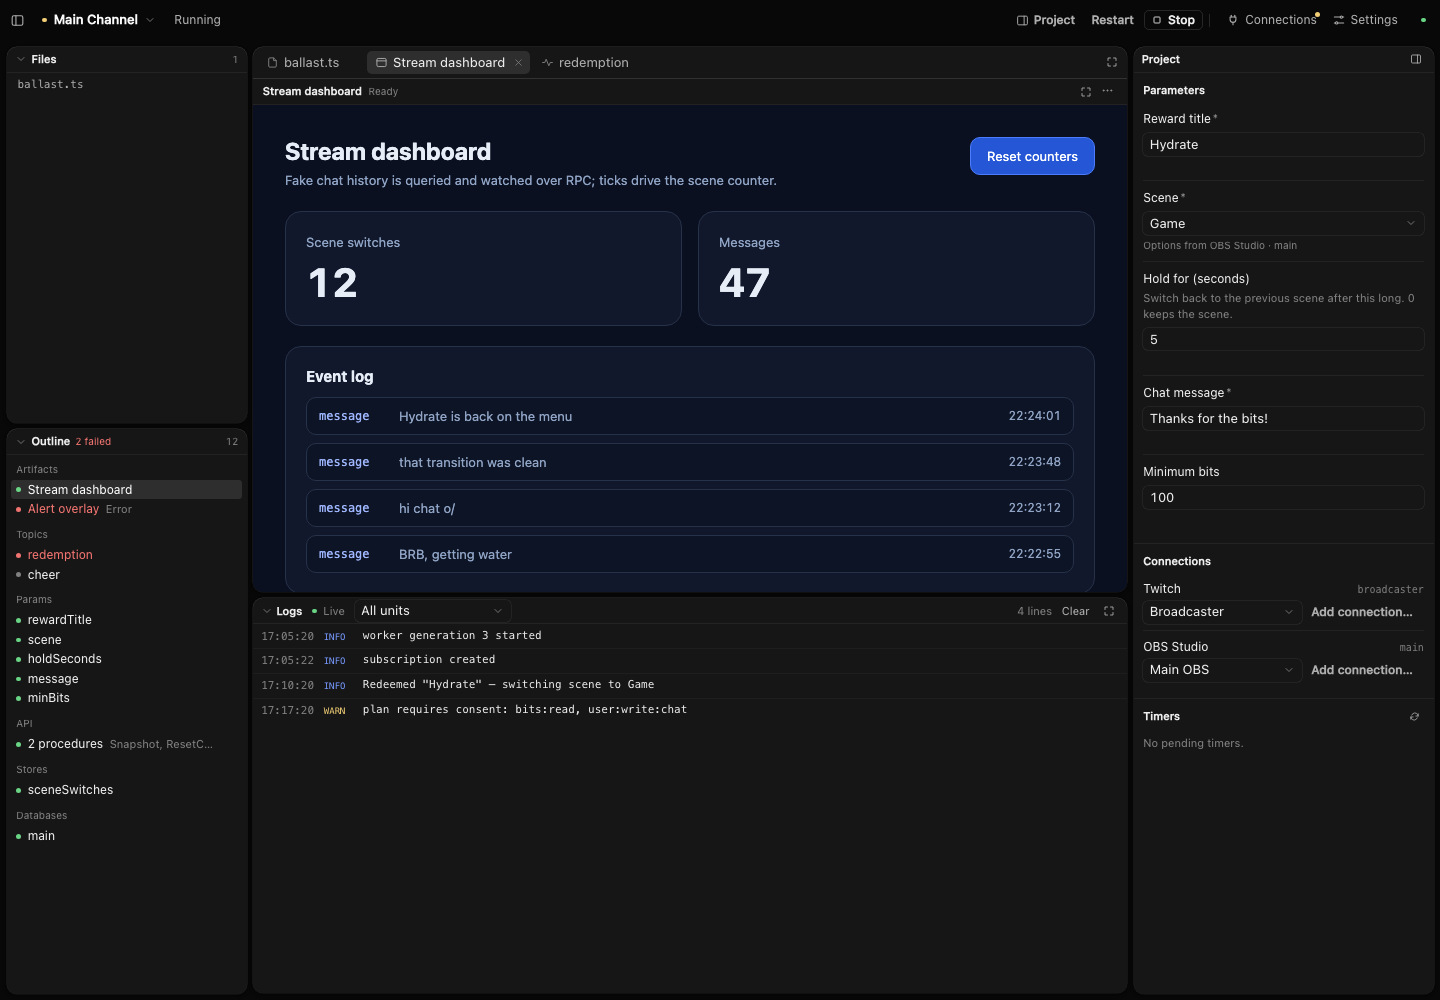 Main Channel
Running
Project
Restart
Stop
Connections
Settings
Files
1
ballast.ts
Outline
2 failed
12
Artifacts
Stream dashboard
Alert overlay Error
Topics
redemption
cheer
Params
rewardTitle
scene
holdSeconds
message
minBits
API
2 procedures Snapshot, ResetC...
Stores
sceneSwitches
Databases
main
ballast.ts
Stream dashboard
redemption
Stream dashboard Ready
Stream dashboard
Fake chat history is queried and watched over RPC; ticks drive the scene counter.
Reset counters
Scene switches
12
Messages
47
Event log
message Hydrate is back on the menu 22:24:01
message that transition was clean 22:23:48
message hi chat o/ 22:23:12
message BRB, getting water 22:22:55
Logs
Live
All units
4 lines
Clear
17:05:20 INFO worker generation 3 started
17:05:22 INFO subscription created
17:10:20 INFO Redeemed "Hydrate" — switching scene to Game
17:17:20 WARN plan requires consent: bits:read, user:write:chat
Project
Parameters
Reward title *
Hydrate
Scene *
Game
Options from OBS Studio · main
Hold for (seconds)
Switch back to the previous scene after this long. 0
keeps the scene.
5
Chat message *
Thanks for the bits!
Minimum bits
100
Connections
Twitch broadcaster
Broadcaster Add connection...
OBS Studio main
Main OBS Add connection...
Timers
No pending timers.